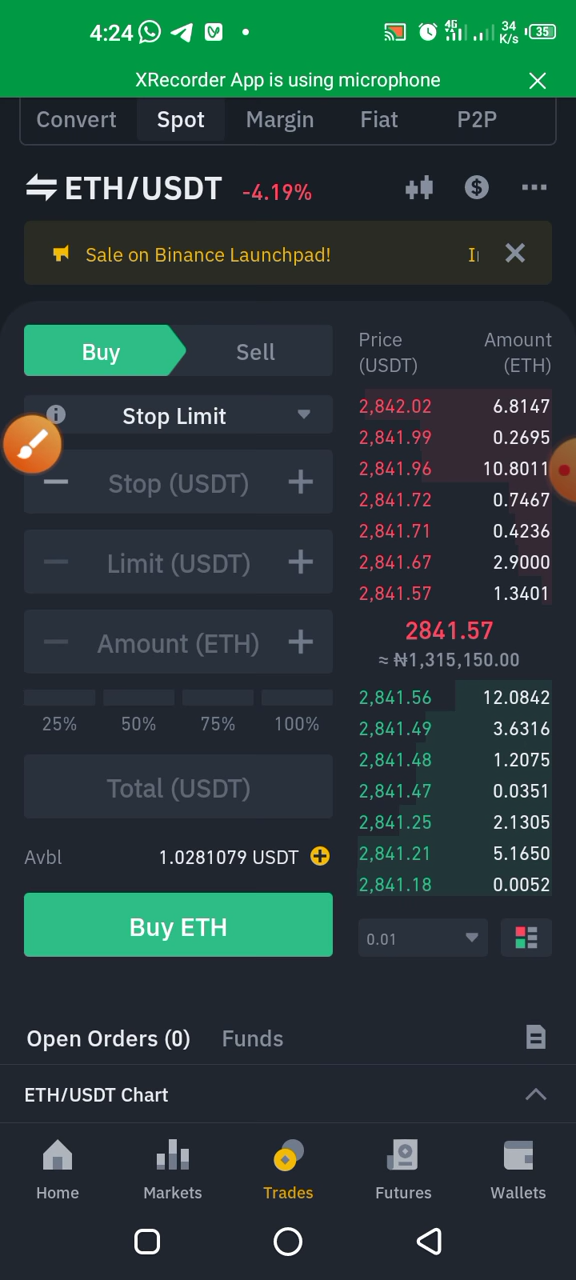 4:24
4G
34
K/s
35
XRecorder App is using microphone
Convert Spot Margin Fiat P2P
ETH/USDT -4.19%
Sale on Binance Launchpad!
Buy Sell
Stop Limit
Stop (USDT)
Limit (USDT)
Amount (ETH)
25% 50% 75% 100%
Total (USDT)
Avbl 1.0281079 USDT
Buy ETH
Price Amount
(USDT) (ETH)
2,842.02 6.8147
2,841.99 0.2695
2,841.96 10.8011
2,841.72 0.7467
2,841.71 0.4236
2,841.67 2.9000
2,841.57 1.3401
2841.57
≈ ₦1,315,150.00
2,841.56 12.0842
2,841.49 3.6316
2,841.48 1.2075
2,841.47 0.0351
2,841.25 2.1305
2,841.21 5.1650
2,841.18 0.0052
0.01
Open Orders (0) Funds
ETH/USDT Chart
Home Markets Trades Futures Wallets